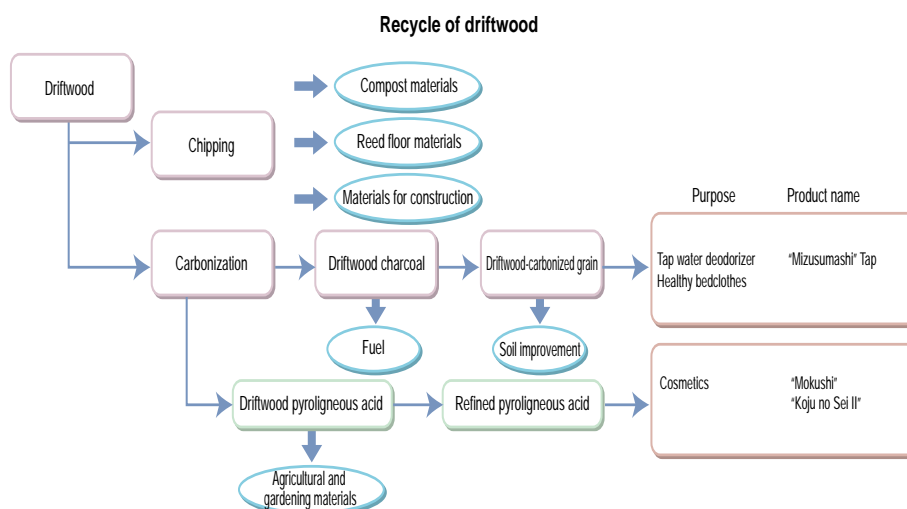 Recycle of driftwood
Driftwood
Compost materials
Chipping
Reed floor materials
Materials for construction
Purpose Product name
Carbonization
Driftwood charcoal
Driftwood-carbonized grain
Tap water deodorizer “Mizusumashi” Tap
Healthy bedclothes
Fuel
Soil improvement
Driftwood pyroligneous acid
Refined pyroligneous acid
Cosmetics “Mokushi”
“Koju no Sei II”
Agricultural and
gardening materials